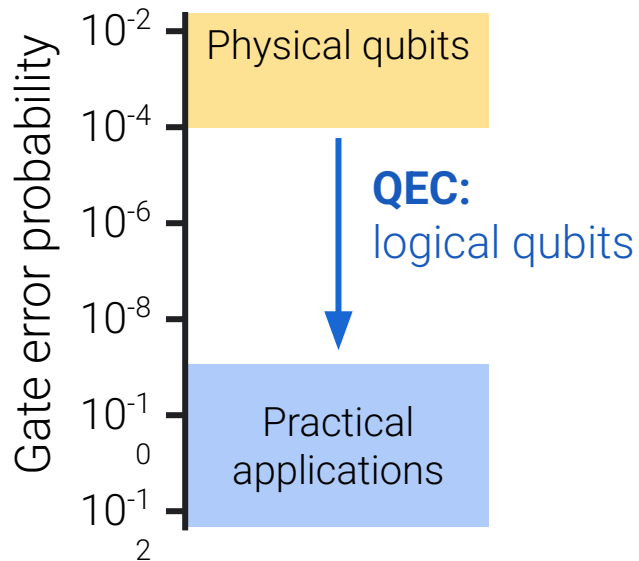 Gate error probability
10⁻²
10⁻⁴
10⁻⁶
10⁻⁸
10⁻¹
0
10⁻¹
2
Physical qubits
QEC:
logical qubits
Practical
applications